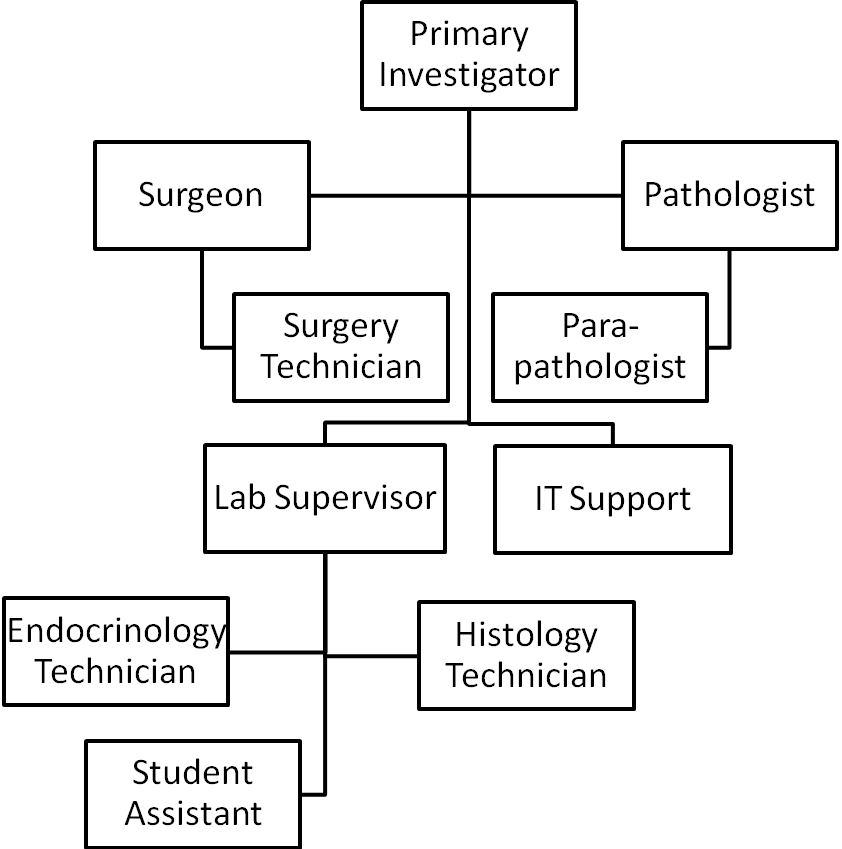 Primary
Investigator
Surgeon
Pathologist
Surgery
Technician
Para-
pathologist
Lab Supervisor
IT Support
Endocrinology
Technician
Histology
Technician
Student
Assistant